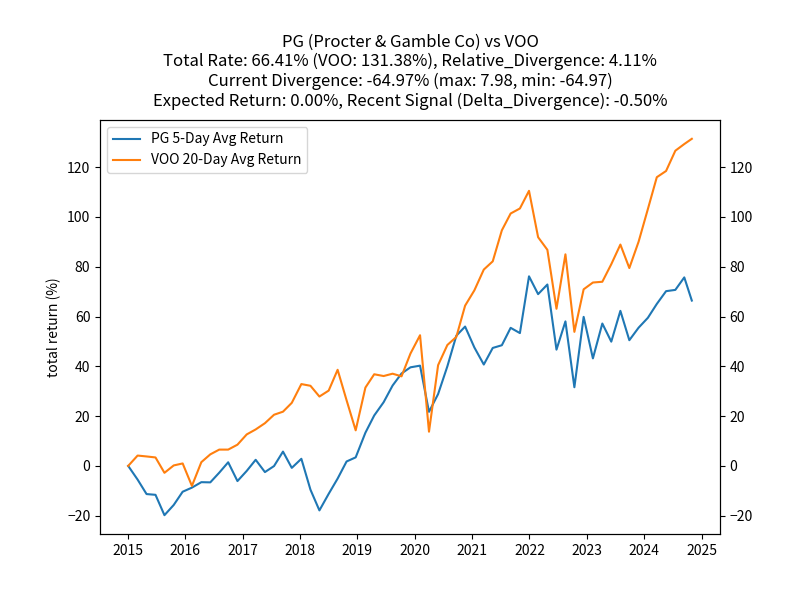 PG (Procter & Gamble Co) vs VOO
Total Rate: 66.41% (VOO: 131.38%), Relative_Divergence: 4.11%
Current Divergence: -64.97% (max: 7.98, min: -64.97)
Expected Return: 0.00%, Recent Signal (Delta_Divergence): -0.50%
PG 5-Day Avg Return
VOO 20-Day Avg Return
total return (%)
120
100
80
60
40
20
0
−20
120
100
80
60
40
20
0
−20
2015 2016 2017 2018 2019 2020 2021 2022 2023 2024 2025